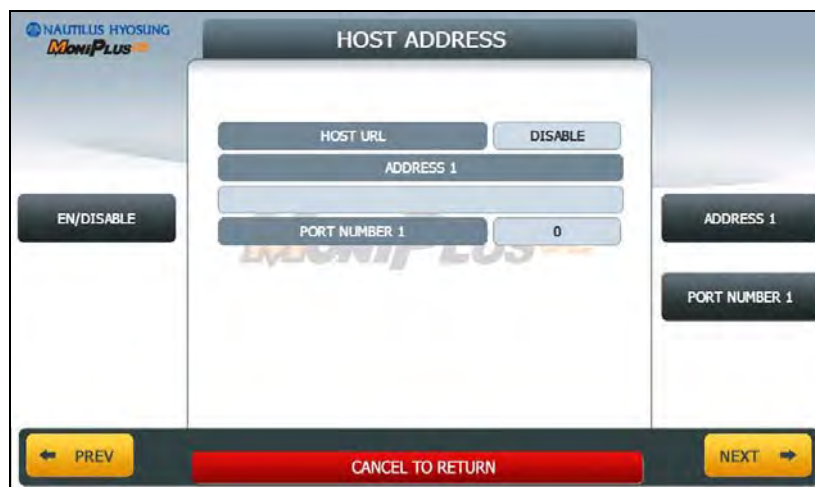 NAUTILUS HYOSUNG
MONIPLUS
HOST ADDRESS
HOST URL DISABLE
ADDRESS 1
EN/DISABLE
ADDRESS 1
PORT NUMBER 1 0
MONIPLUS
PORT NUMBER 1
PREV
CANCEL TO RETURN
NEXT